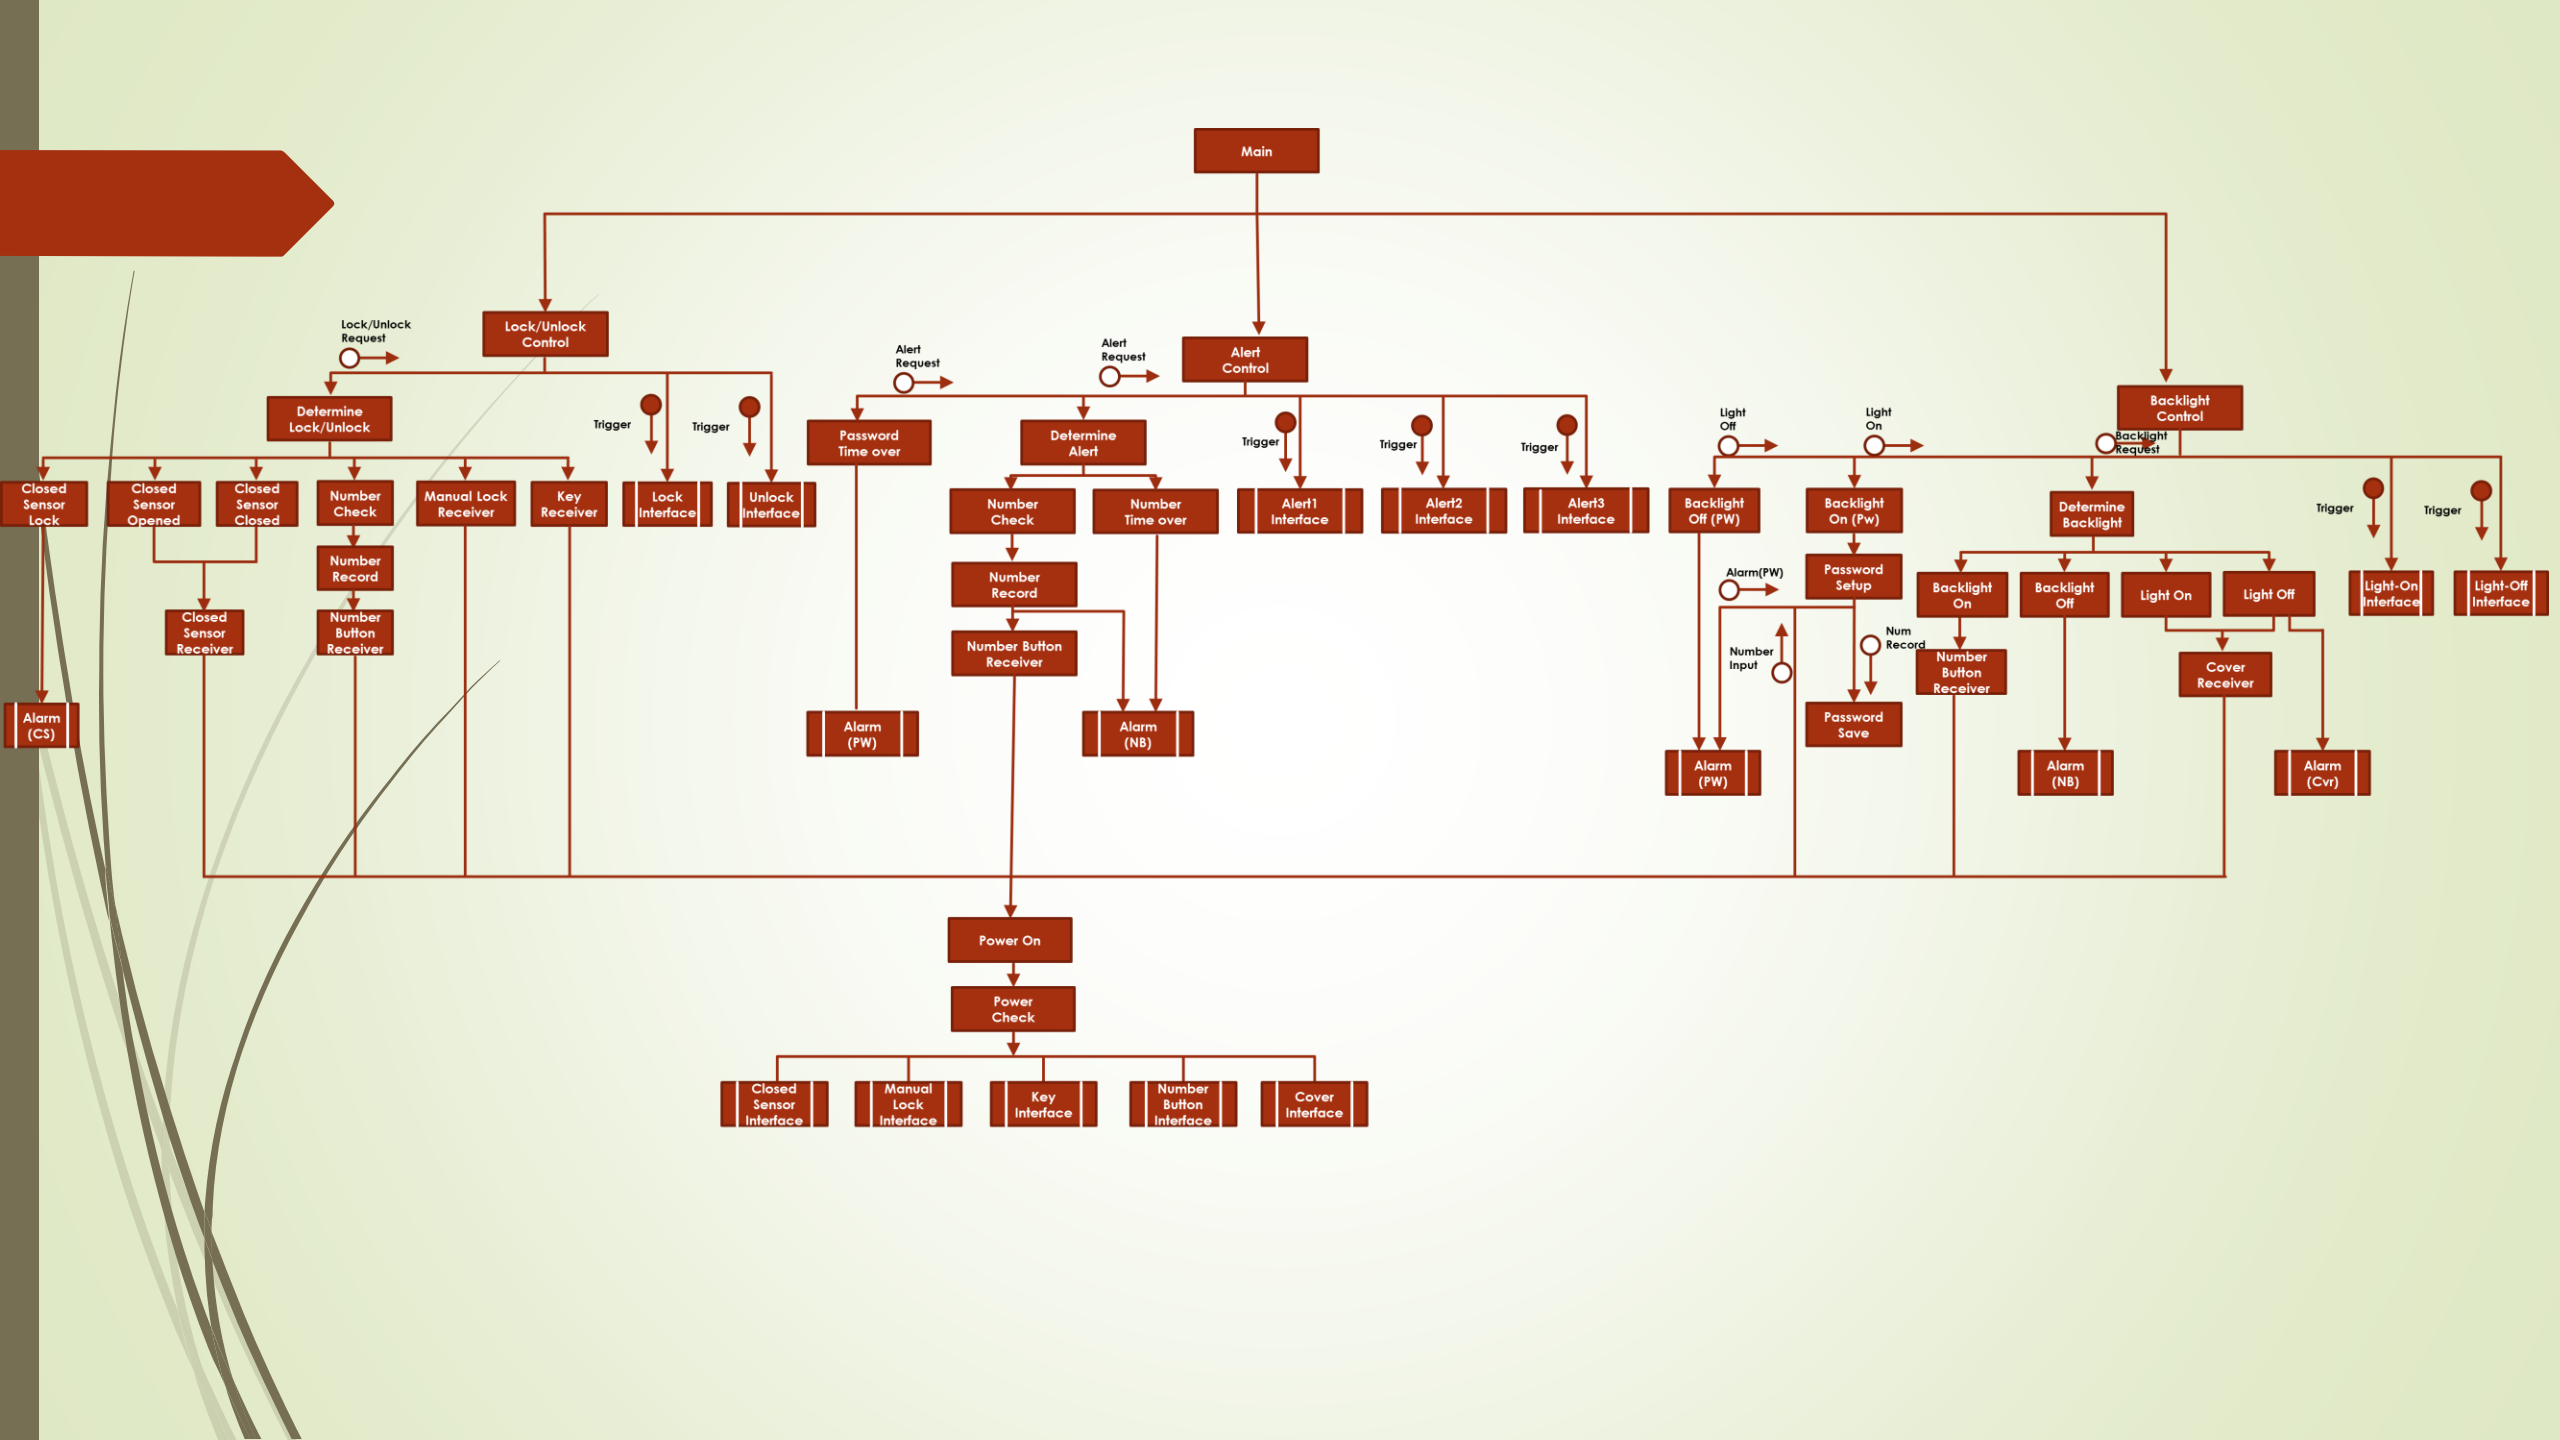 Main
Lock/Unlock
Control
Lock/Unlock
Request
Determine
Lock/Unlock
Trigger
Trigger
Closed
Sensor
Lock
Closed
Sensor
Opened
Closed
Sensor
Closed
Number
Check
Manual Lock
Receiver
Key
Receiver
Lock
Interface
Unlock
Interface
Number
Record
Closed
Sensor
Receiver
Number
Button
Receiver
Alarm
(CS)
Alert
Control
Alert
Request
Alert
Request
Password
Time over
Determine
Alert
Trigger
Trigger
Trigger
Number
Check
Number
Time over
Alert1
Interface
Alert2
Interface
Alert3
Interface
Number
Record
Number Button
Receiver
Alarm
(PW)
Alarm
(NB)
Backlight
Control
Light
Off
Light
On
Backlight
Request
Backlight
Off (PW)
Backlight
On (Pw)
Determine
Backlight
Trigger
Trigger
Alarm(PW)
Password
Setup
Backlight
On
Backlight
Off
Light On
Light Off
Light-On
Interface
Light-Off
Interface
Number
Input
Num
Record
Number
Button
Receiver
Cover
Receiver
Password
Save
Alarm
(PW)
Alarm
(NB)
Alarm
(Cvr)
Power On
Power
Check
Closed
Sensor
Interface
Manual
Lock
Interface
Key
Interface
Number
Button
Interface
Cover
Interface